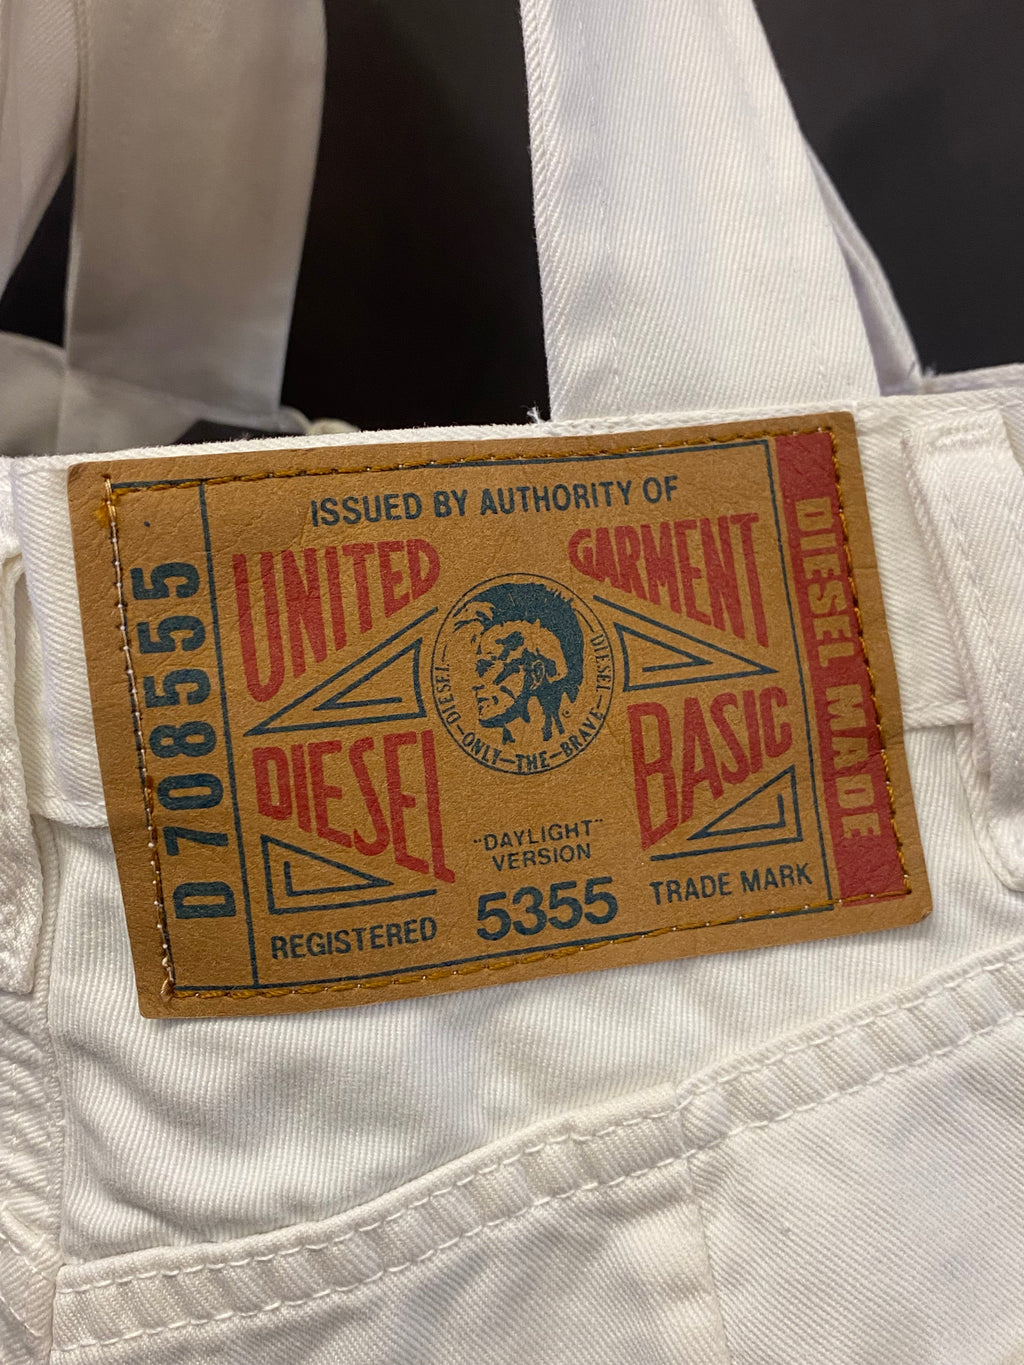 ISSUED BY AUTHORITY OF
UNITED GARMENT
DIESEL BASIC
DIESEL
ONLY—THE—BRAVE
DIESEL
"DAYLIGHT"
VERSION
REGISTERED 5355 TRADE MARK
D708555
DIESEL MADE